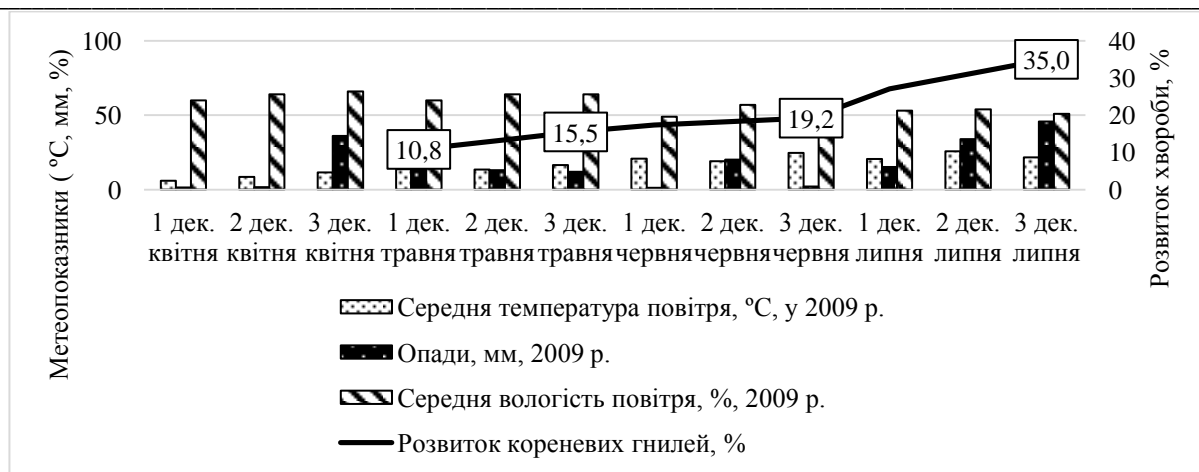 Метеопоказники ( ºС, мм, %)
100
50
0
10,8
15,5
19,2
35,0
40
30
20
10
0
Розвиток хвороби, %
1 дек. 2 дек. 3 дек. 1 дек. 2 дек. 3 дек. 1 дек. 2 дек. 3 дек. 1 дек. 2 дек. 3 дек.
квітня квітня квітня травня травня травня червня червня червня липня липня липня
Середня температура повітря, ºС, у 2009 р.
Опади, мм, 2009 р.
Середня вологість повітря, %, 2009 р.
Розвиток кореневих гнилей, %